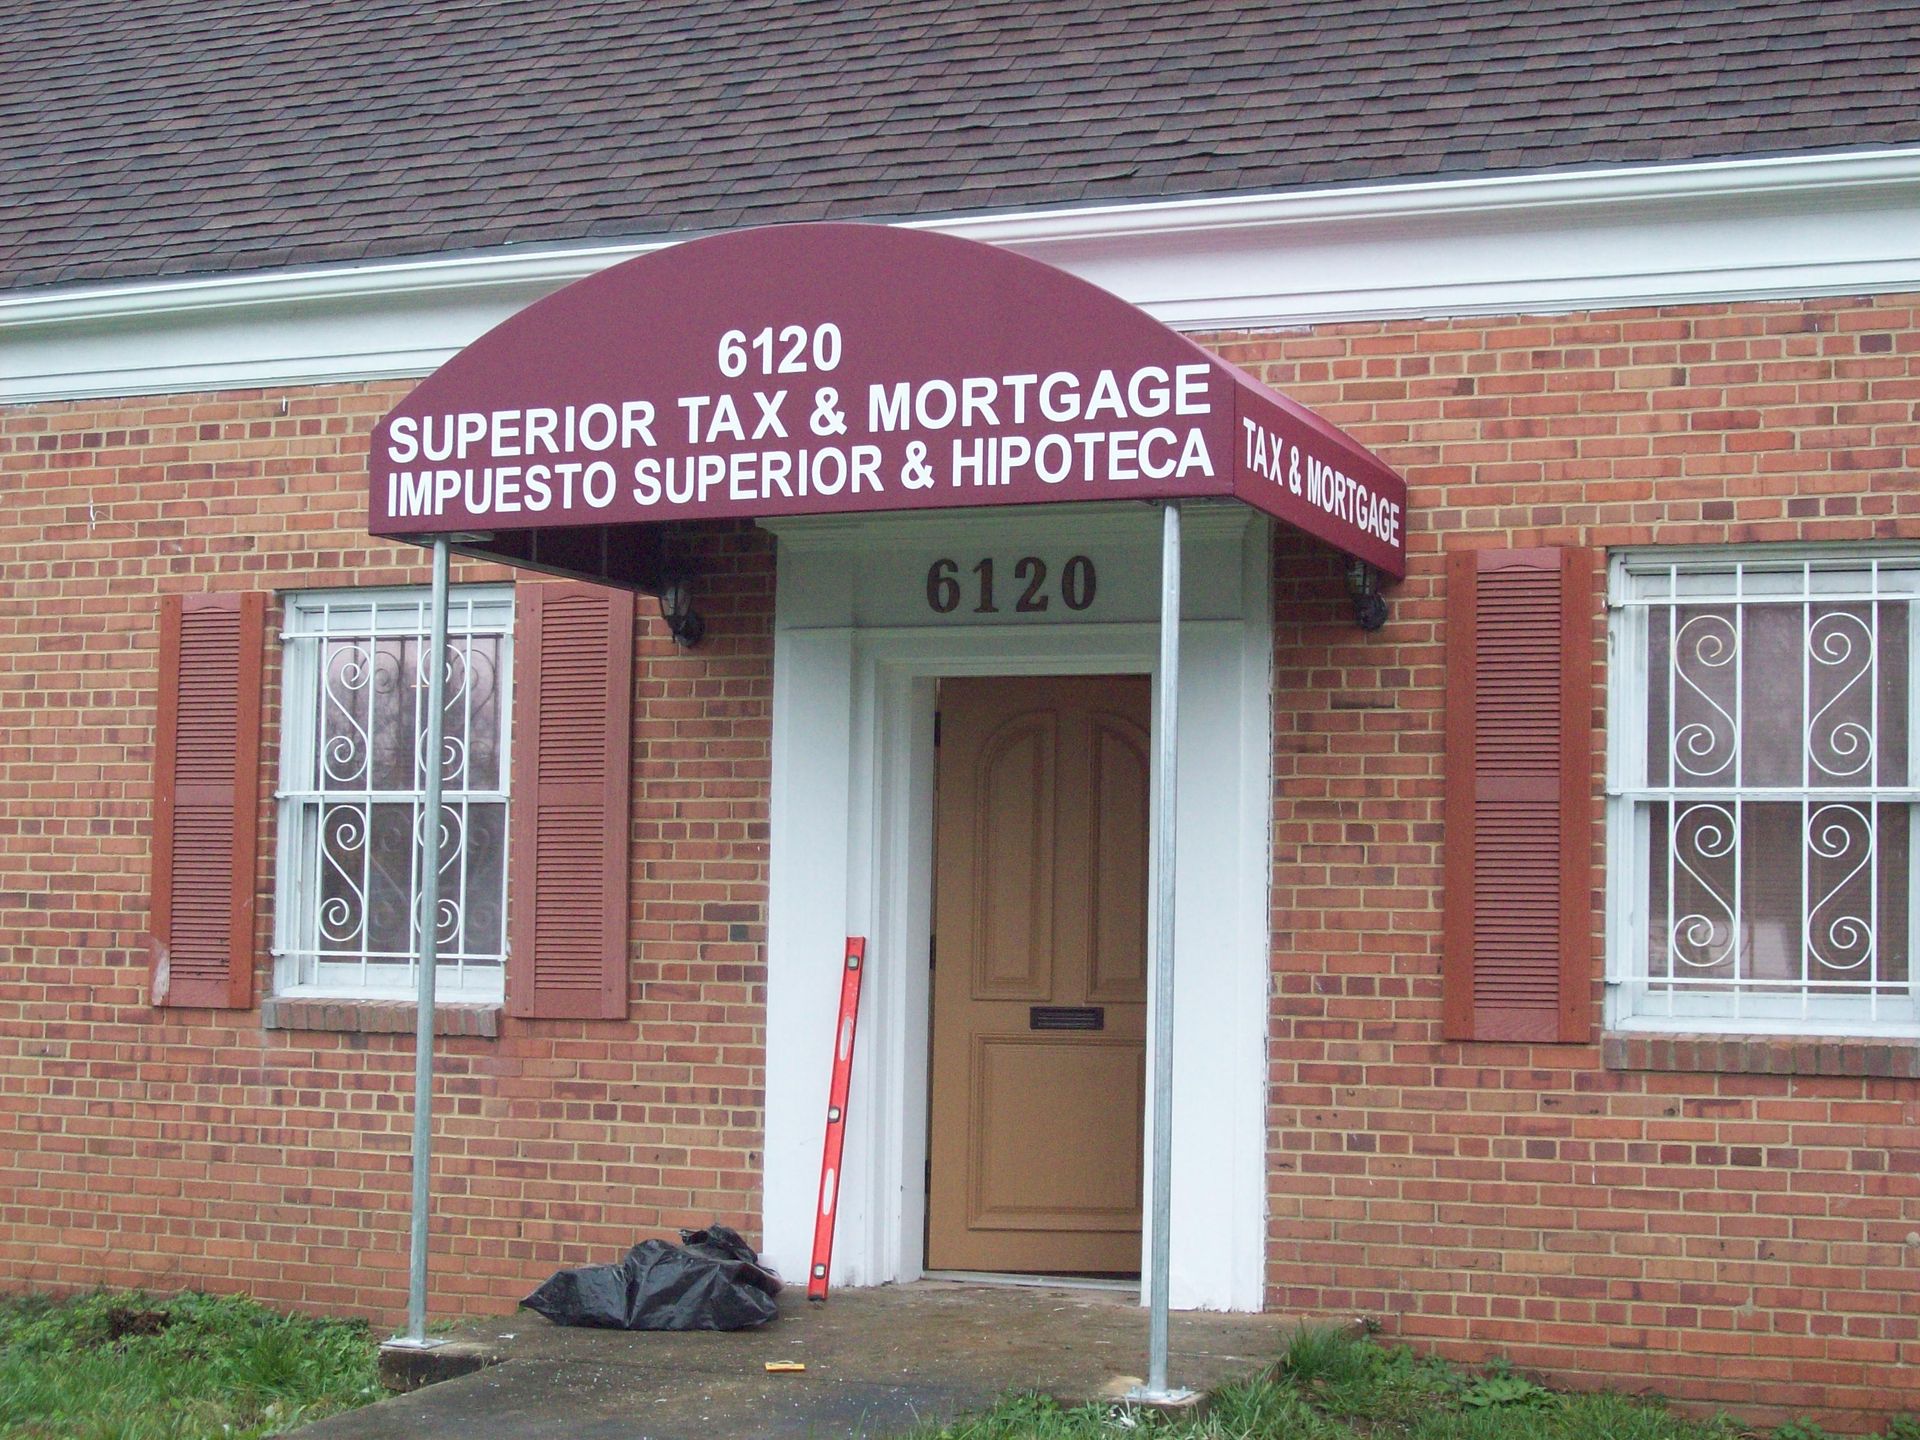 6120
SUPERIOR TAX & MORTGAGE
IMPUESTO SUPERIOR & HIPOTECA
TAX & MORTGAGE
6120